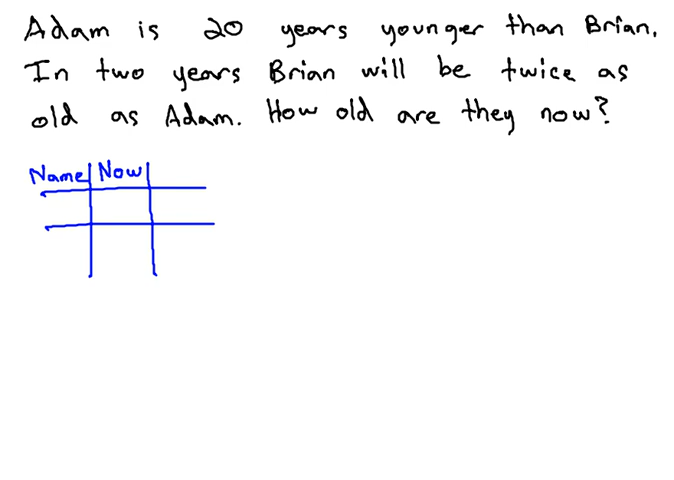 Adam is 20 years younger than Brian.
In two years Brian will be twice as
old as Adam. How old are they now?
Name Now